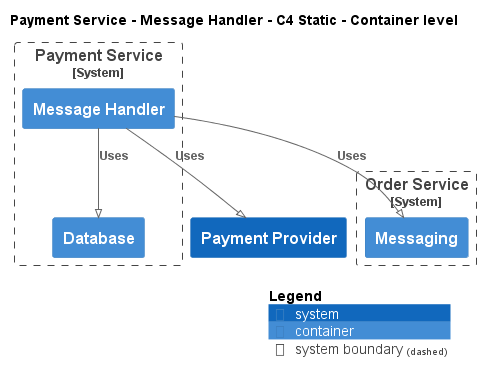 Payment Service - Message Handler - C4 Static - Container level
Payment Service
[System]
Message Handler
Uses
Uses
Uses
Order Service
[System]
Database
Payment Provider
Messaging
Legend
system
container
system boundary (dashed)